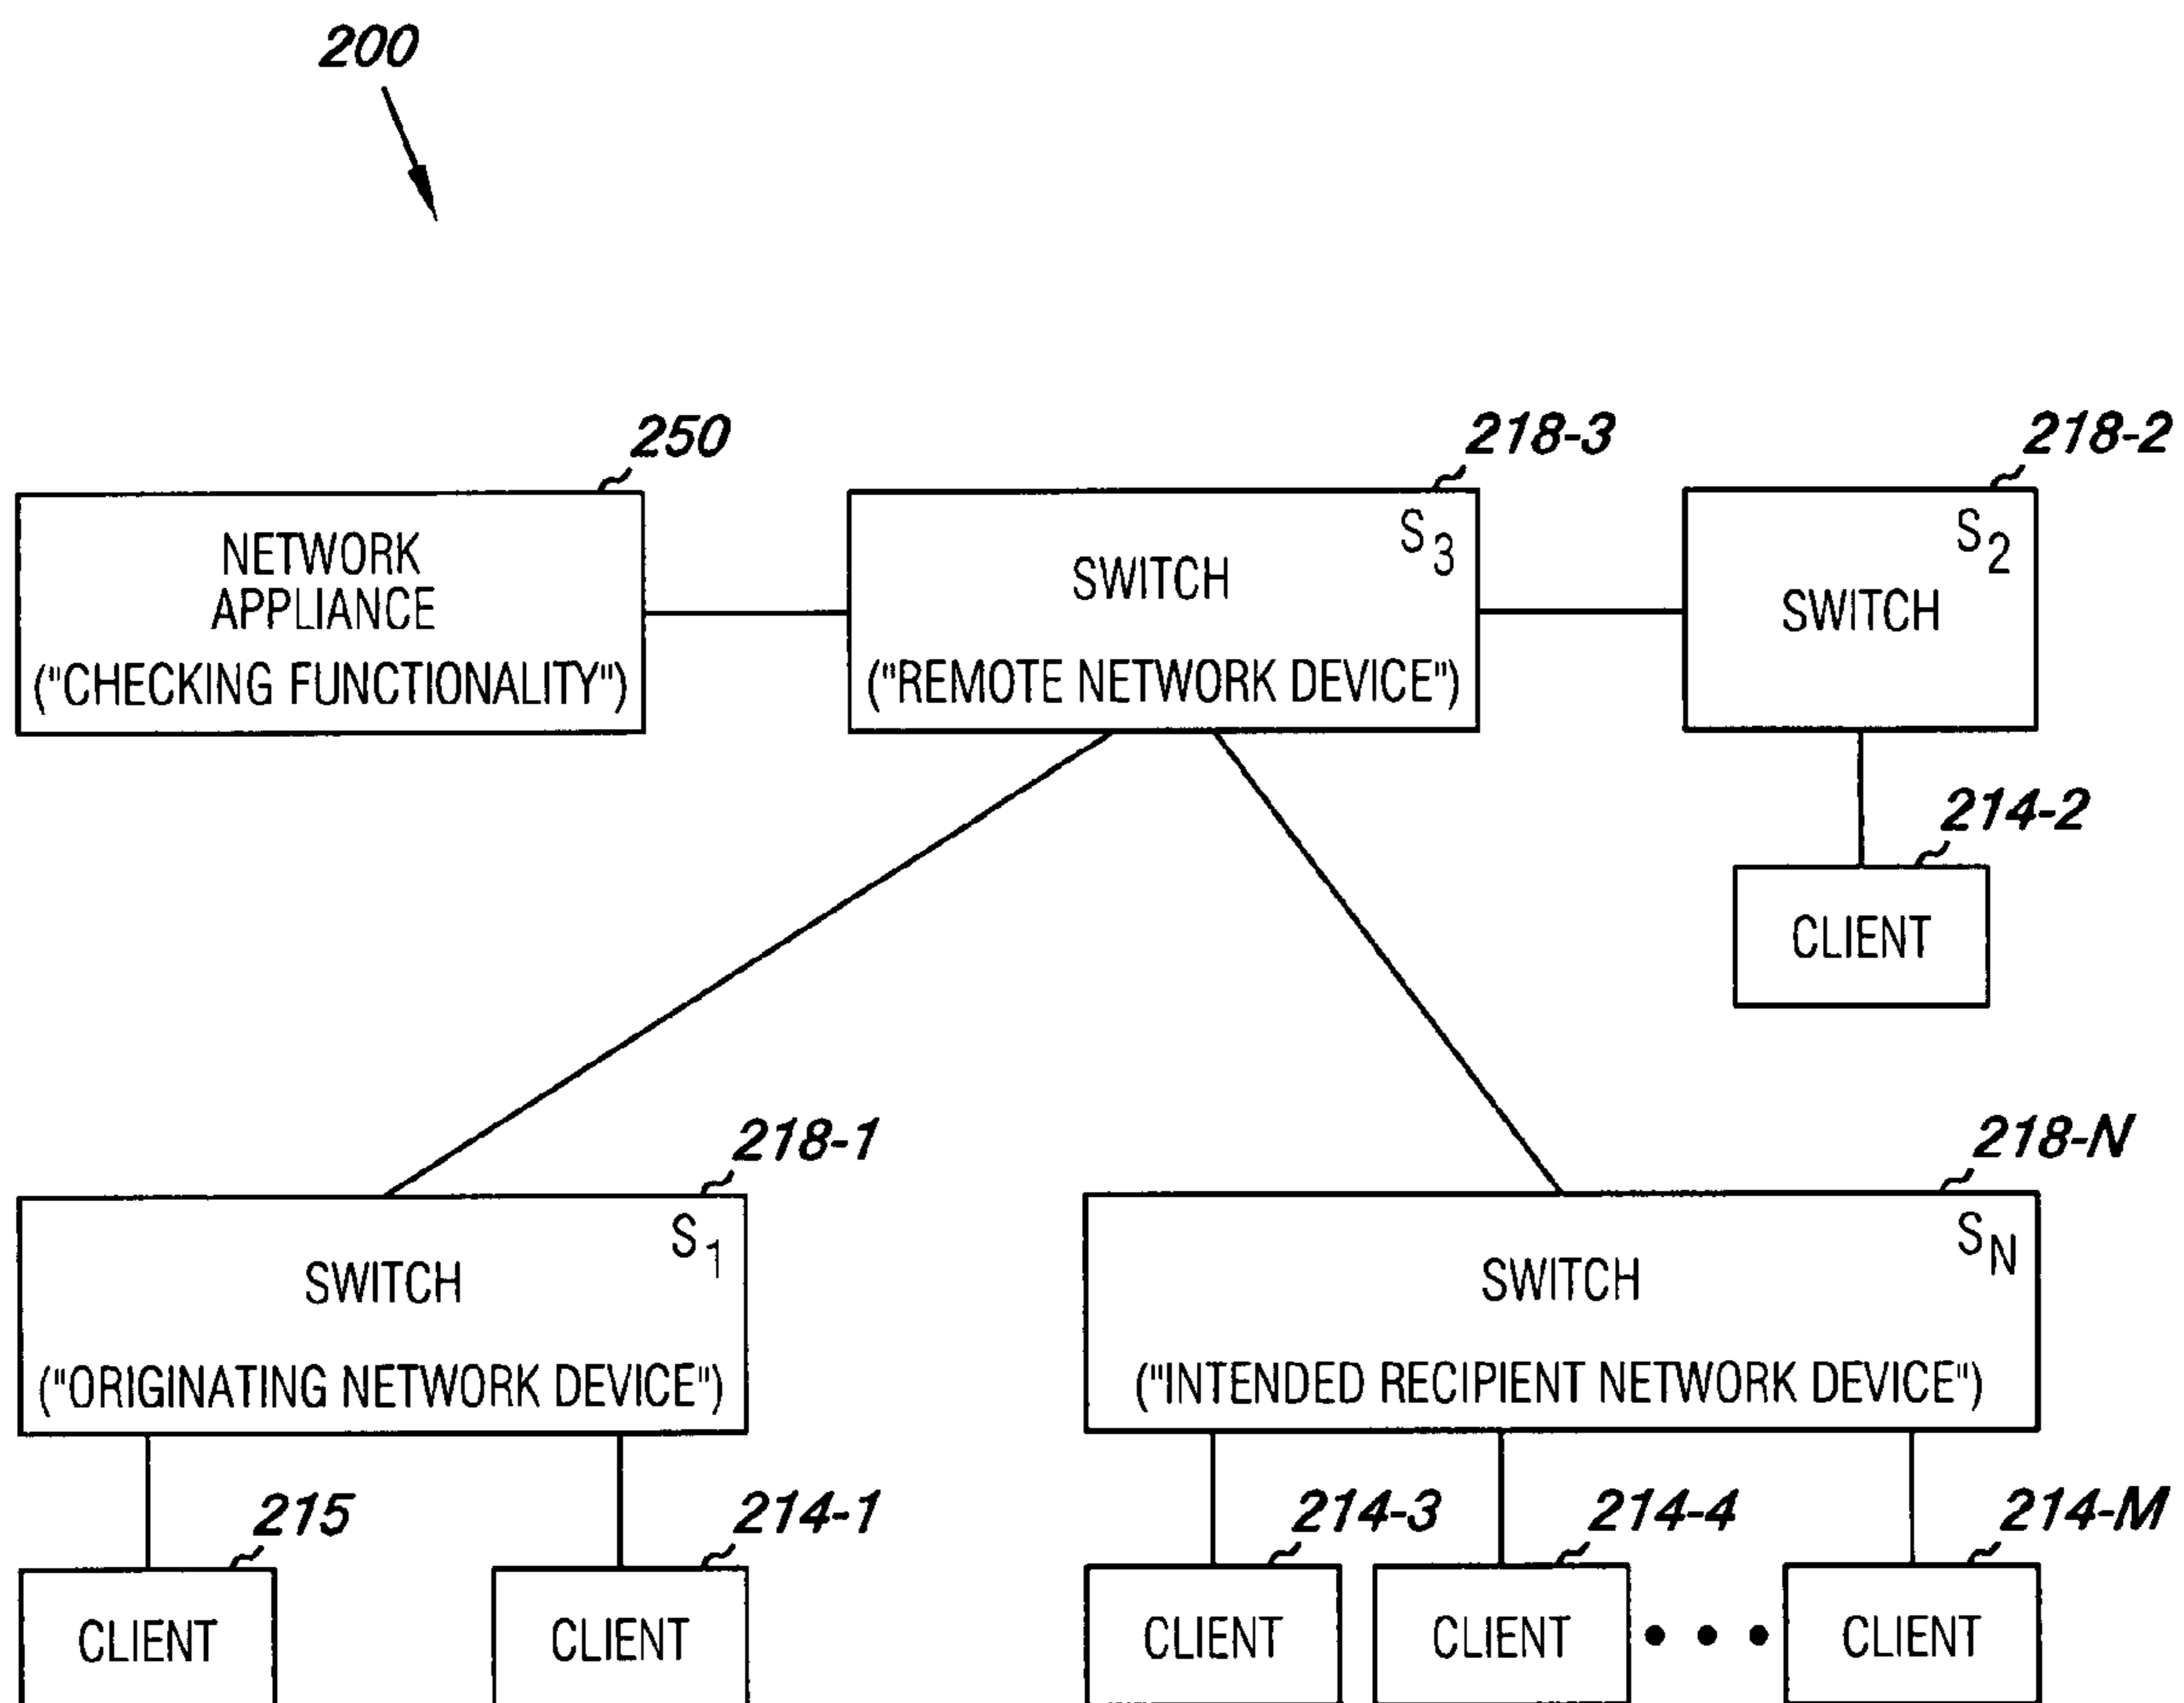 200
250
218-3
218-2
NETWORK
APPLIANCE
("CHECKING FUNCTIONALITY")
S3
SWITCH
("REMOTE NETWORK DEVICE")
S2
SWITCH
214-2
CLIENT
218-1
218-N
S1
SWITCH
("ORIGINATING NETWORK DEVICE")
SN
SWITCH
("INTENDED RECIPIENT NETWORK DEVICE")
215
214-1
214-3
214-4
214-M
CLIENT
CLIENT
CLIENT
CLIENT
• • •
CLIENT